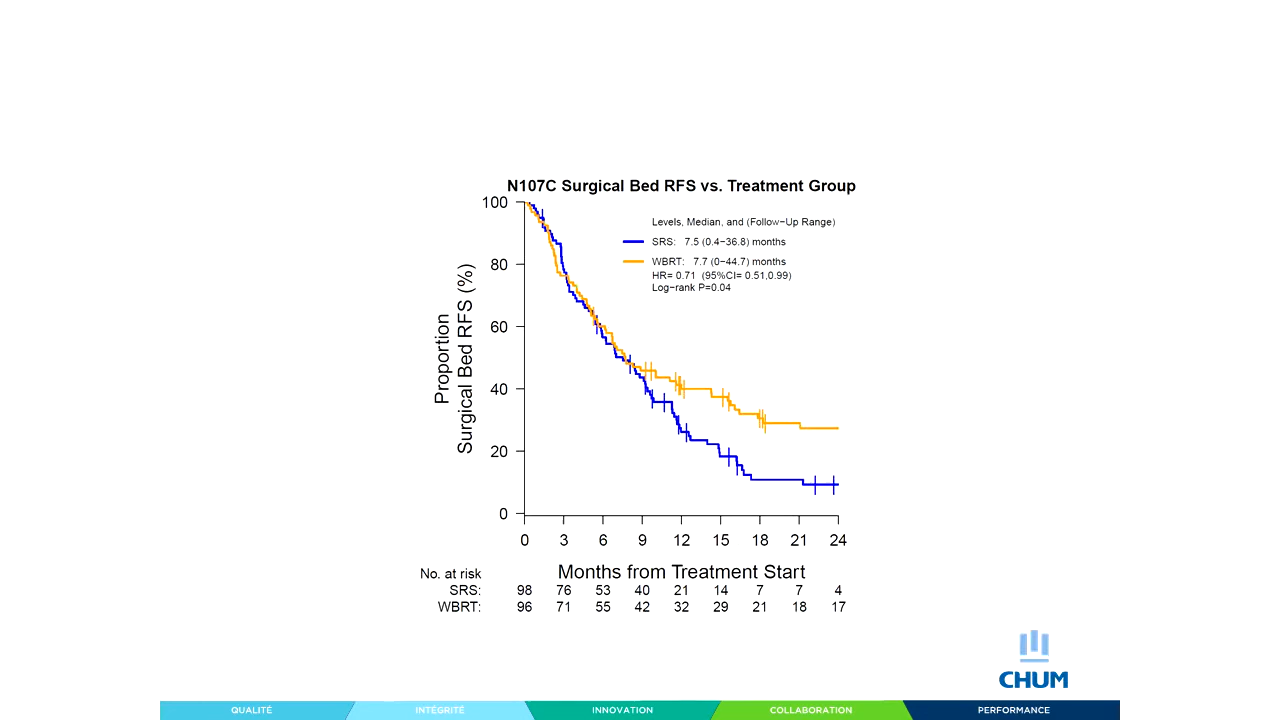 N107C Surgical Bed RFS vs. Treatment Group
Proportion
Surgical Bed RFS (%)
100
80
60
40
20
0
Levels, Median, and (Follow−Up Range)
SRS: 7.5 (0.4−36.8) months
WBRT: 7.7 (0−44.7) months
HR= 0.71 (95%CI= 0.51,0.99)
Log−rank P=0.04
0 3 6 9 12 15 18 21 24
Months from Treatment Start
No. at risk
SRS: 98 76 53 40 21 14 7 7 4
WBRT: 96 71 55 42 32 29 21 18 17
CHUM
QUALITÉ INTÉGRITÉ INNOVATION COLLABORATION PERFORMANCE